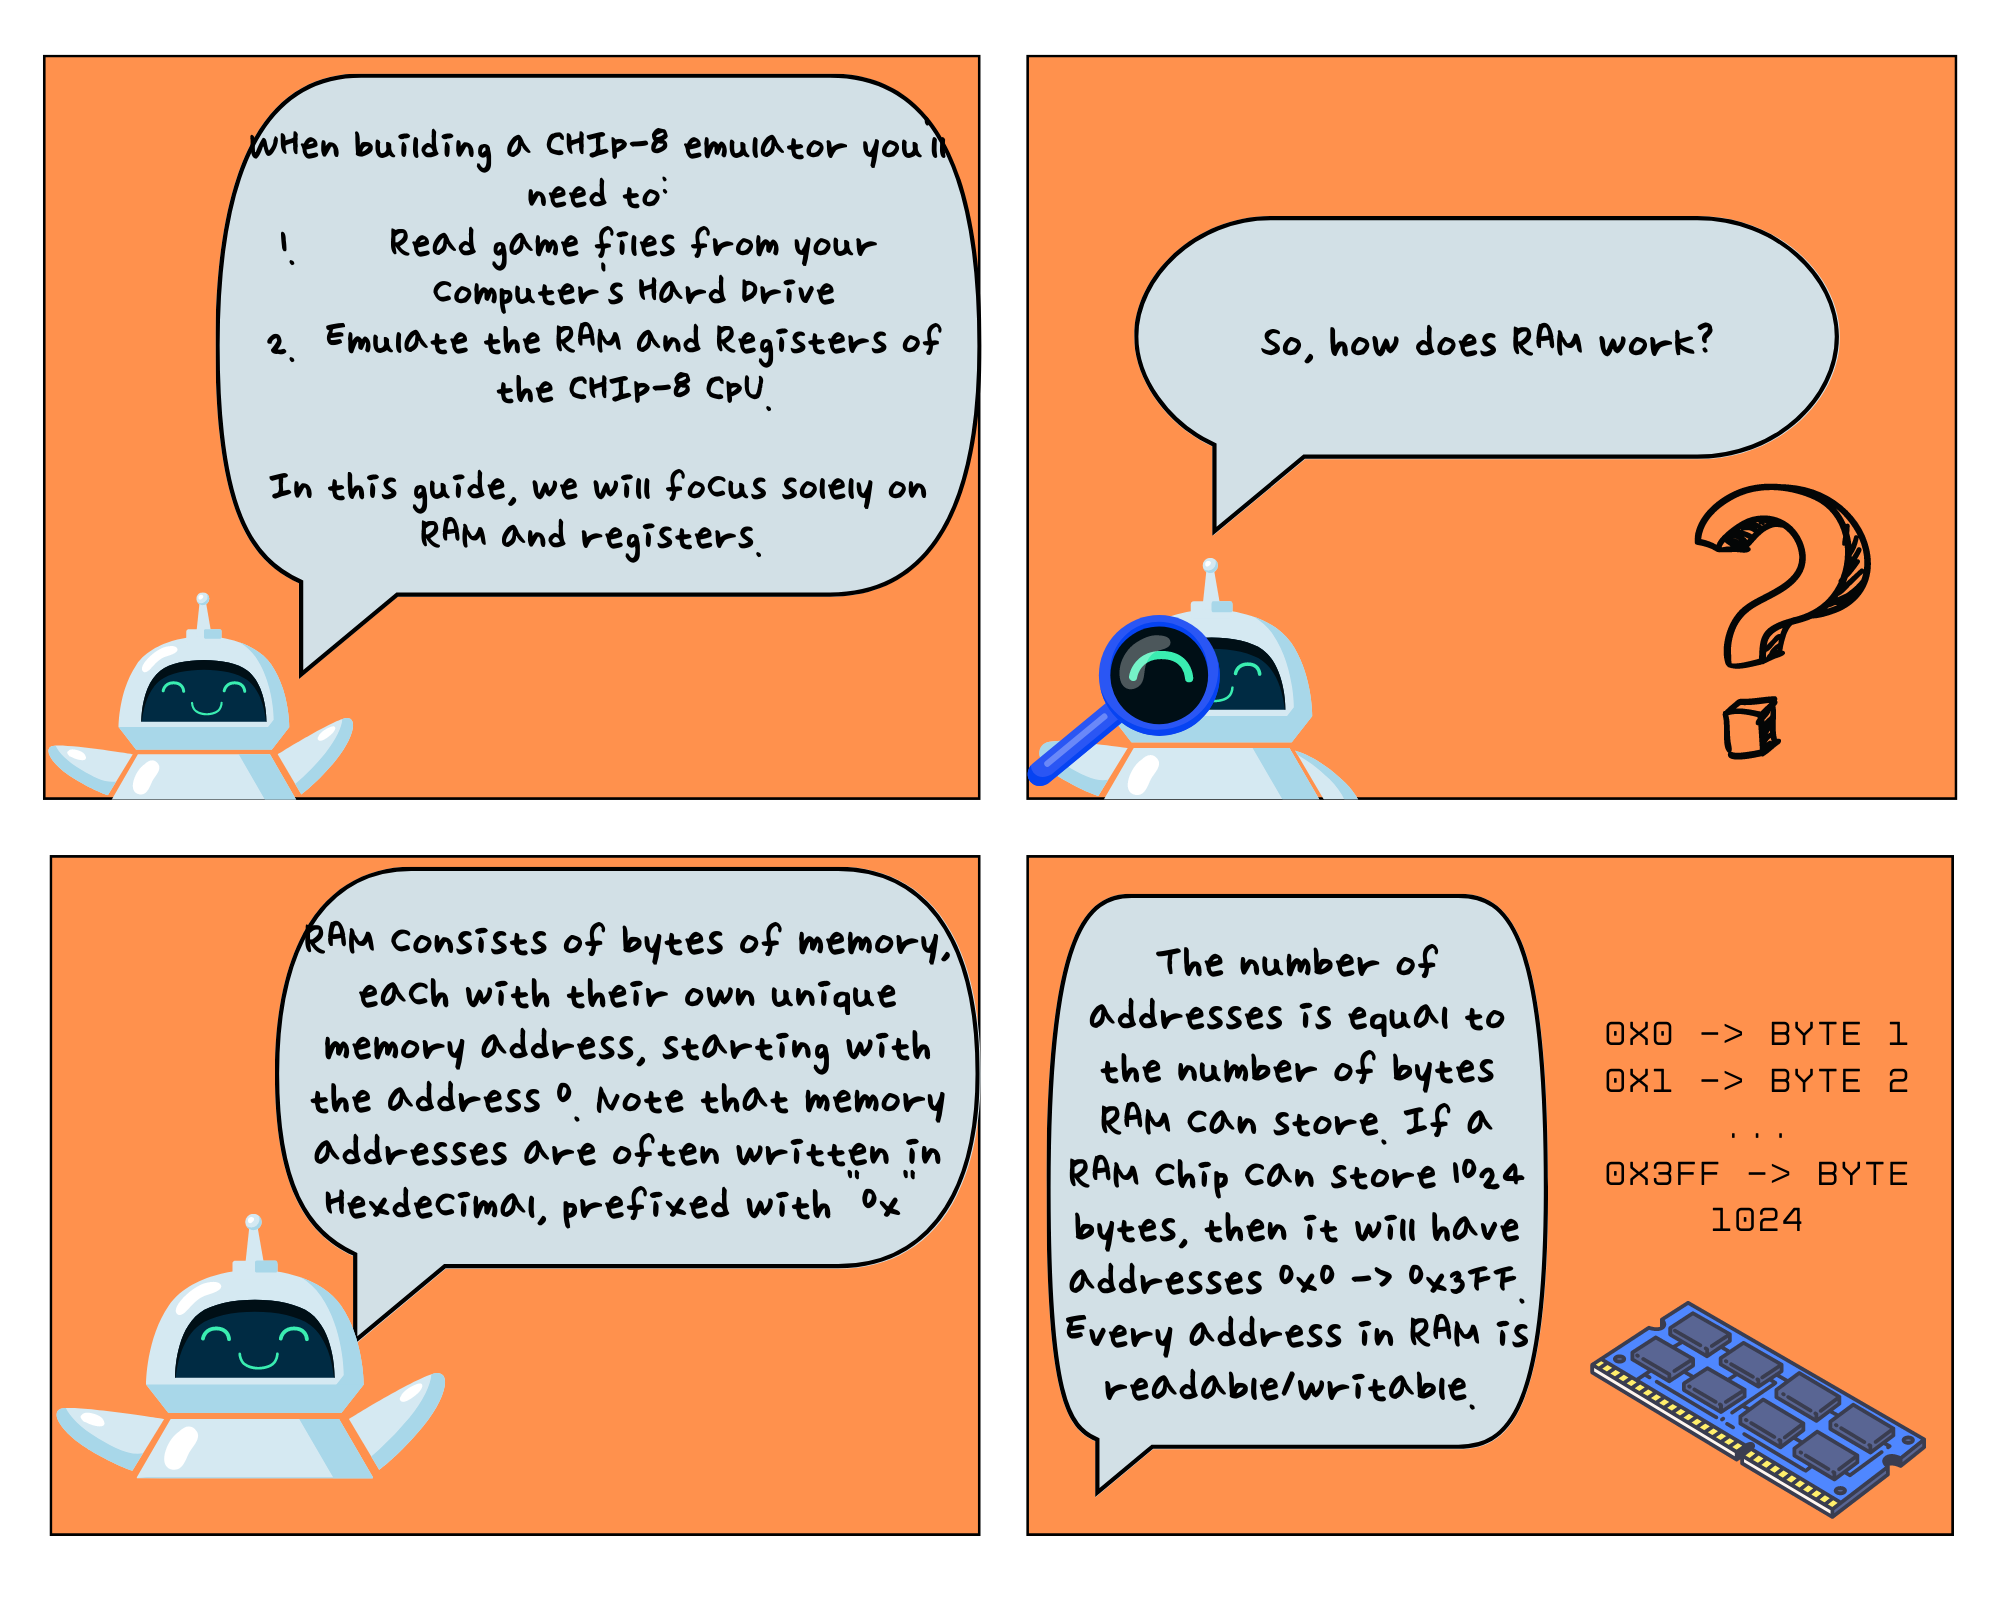 WHen building a CHIp-8 emulator you'll
need to:
1. Read game files from your
Computer's Hard Drive
2. Emulate the RAM and Registers of
the CHIp-8 CpU.
In this guide, we will focus solely on
RAM and registers.
So, how does RAM work?
RAM consists of bytes of memory,
each with their own unique
memory address, starting with
the address 0. Note that memory
addresses are often written in
Hexdecimal, prefixed with "0x"
The number of
addresses is equal to
the number of bytes
RAM can store. If a
RAM chip can store 1024
bytes, then it will have
addresses 0x0 -> 0x3FF.
Every address in RAM is
readable/writable.
0X0 -> BYTE 1
0X1 -> BYTE 2
...
0X3FF -> BYTE
1024